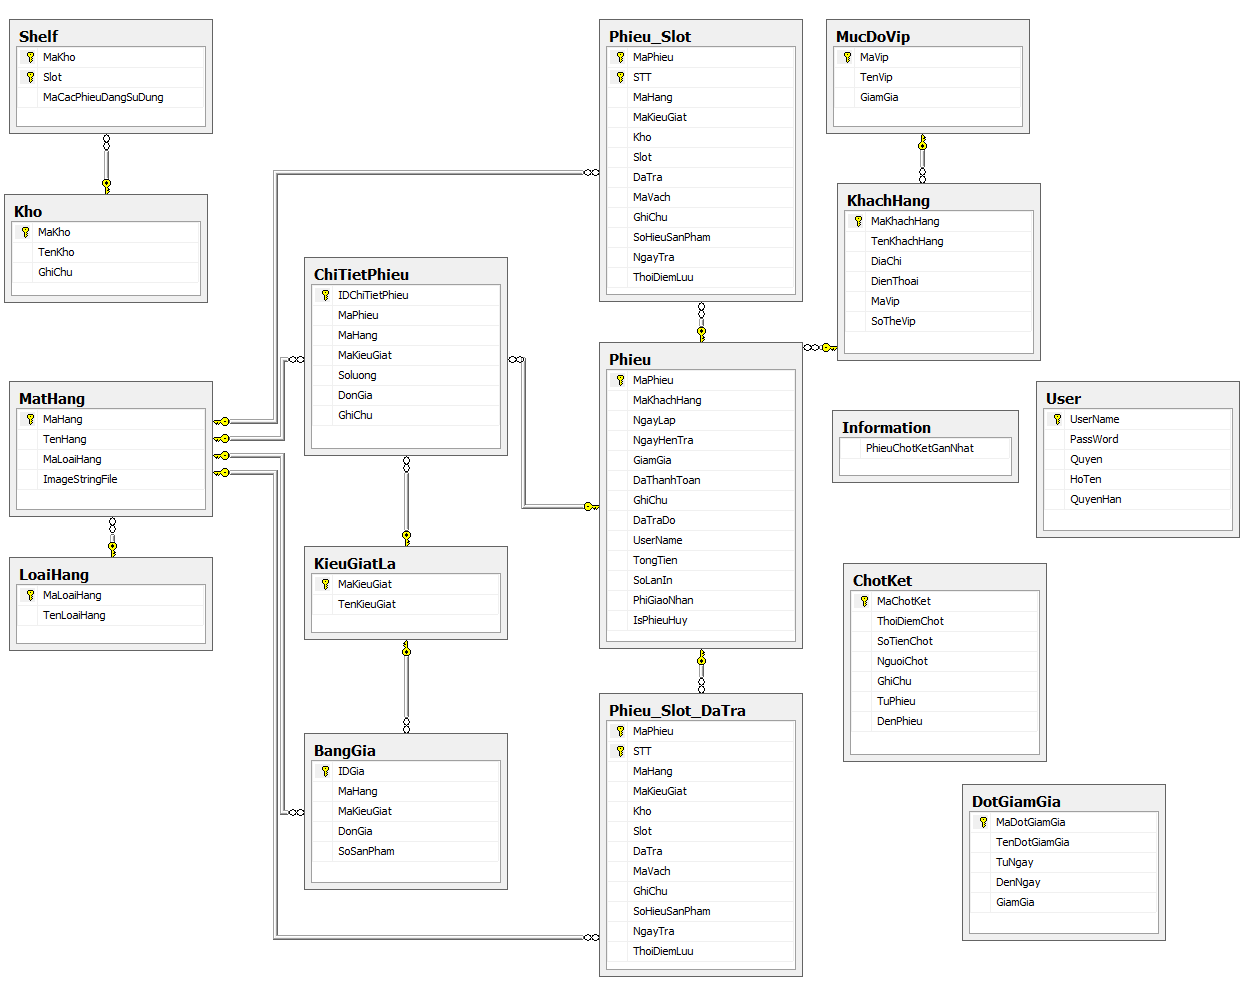 Shelf
MaKho
Slot
MaCacPhieuDangSuDung
Kho
MaKho
TenKho
GhiChu
MatHang
MaHang
TenHang
MaLoaiHang
ImageStringFile
LoaiHang
MaLoaiHang
TenLoaiHang
ChiTietPhieu
IDChiTietPhieu
MaPhieu
MaHang
MaKieuGiat
Soluong
DonGia
GhiChu
KieuGiatLa
MaKieuGiat
TenKieuGiat
BangGia
IDGia
MaHang
MaKieuGiat
DonGia
SoSanPham
Phieu_Slot
MaPhieu
STT
MaHang
MaKieuGiat
Kho
Slot
DaTra
MaVach
GhiChu
SoHieuSanPham
NgayTra
ThoiDiemLuu
Phieu
MaPhieu
MaKhachHang
NgayLap
NgayHenTra
GiamGia
DaThanhToan
GhiChu
DaTraDo
UserName
TongTien
SoLanIn
PhiGiaoNhan
IsPhieuHuy
Phieu_Slot_DaTra
MaPhieu
STT
MaHang
MaKieuGiat
Kho
Slot
DaTra
MaVach
GhiChu
SoHieuSanPham
NgayTra
ThoiDiemLuu
MucDoVip
MaVip
TenVip
GiamGia
KhachHang
MaKhachHang
TenKhachHang
DiaChi
DienThoai
MaVip
SoTheVip
Information
PhieuChotKetGanNhat
User
UserName
PassWord
Quyen
HoTen
QuyenHan
ChotKet
MaChotKet
ThoiDiemChot
SoTienChot
NguoiChot
GhiChu
TuPhieu
DenPhieu
DotGiamGia
MaDotGiamGia
TenDotGiamGia
TuNgay
DenNgay
GiamGia